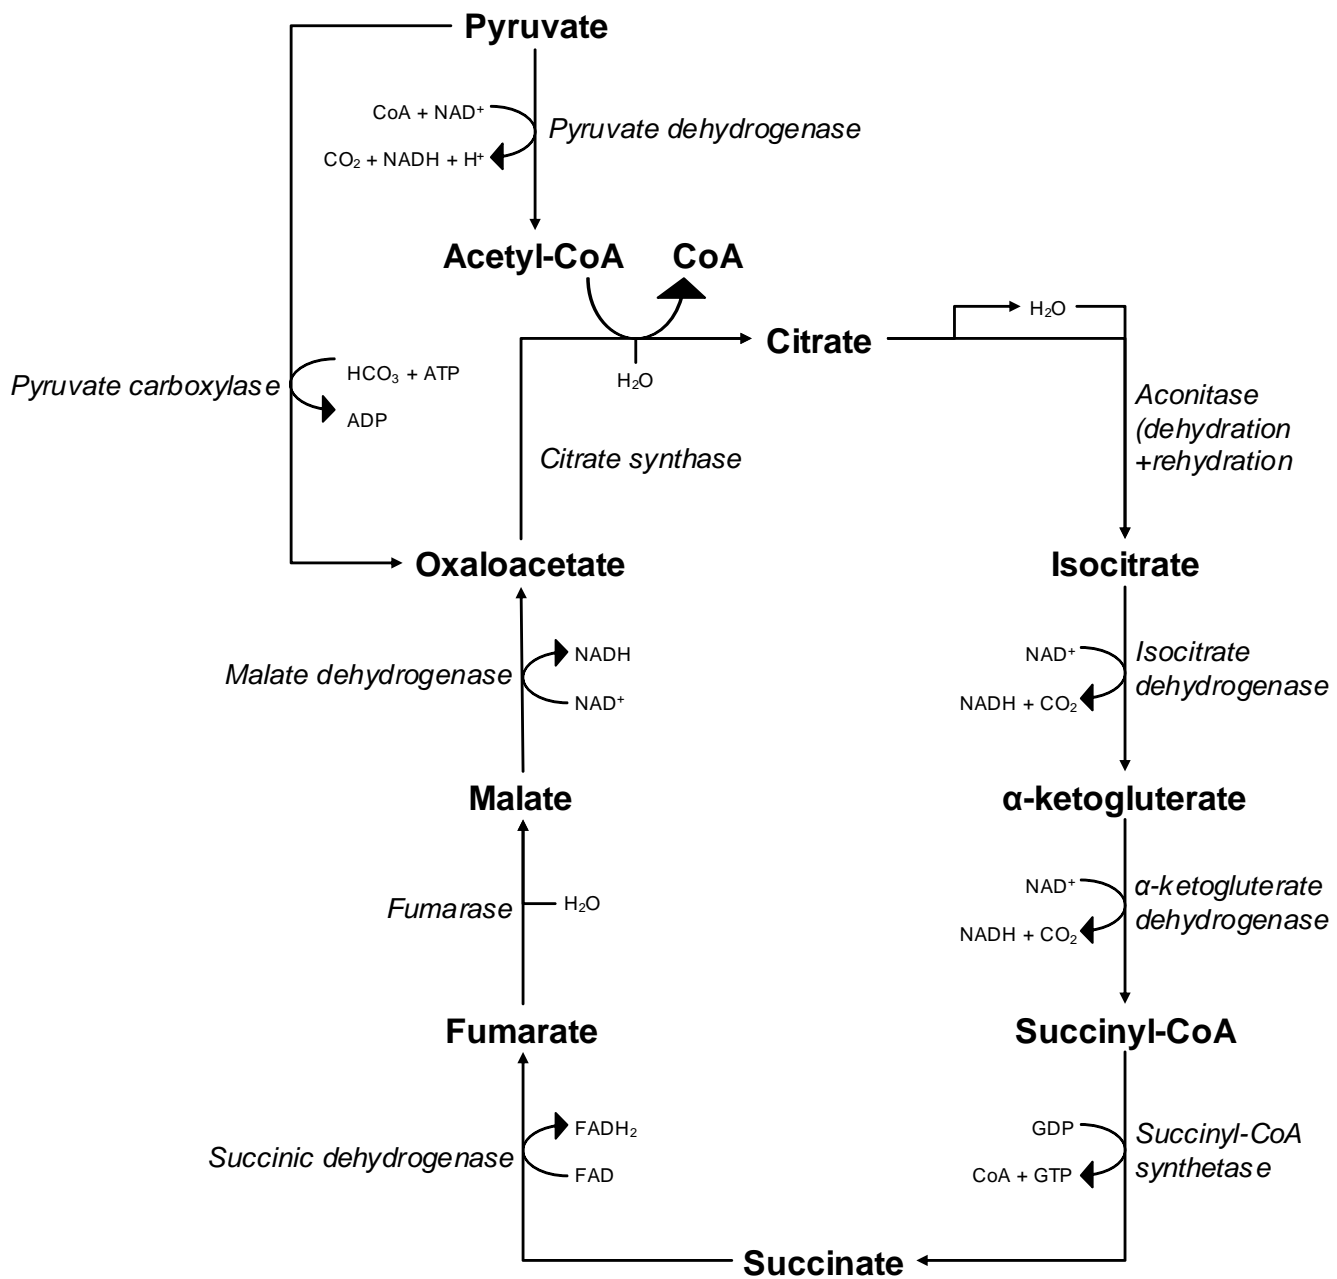 Pyruvate
CoA + NAD⁺
Pyruvate dehydrogenase
CO₂ + NADH + H⁺
Acetyl-CoA
CoA
H₂O
Citrate
H₂O
Pyruvate carboxylase
HCO₃ + ATP
ADP
Citrate synthase
Aconitase
(dehydration
+rehydration
Oxaloacetate
Isocitrate
Malate dehydrogenase
NADH
NAD⁺
NAD⁺
NADH + CO₂
Isocitrate
dehydrogenase
Malate
α-ketogluterate
Fumarase
H₂O
NAD⁺
NADH + CO₂
α-ketogluterate
dehydrogenase
Fumarate
Succinyl-CoA
Succinic dehydrogenase
FADH₂
FAD
GDP
CoA + GTP
Succinyl-CoA
synthetase
Succinate